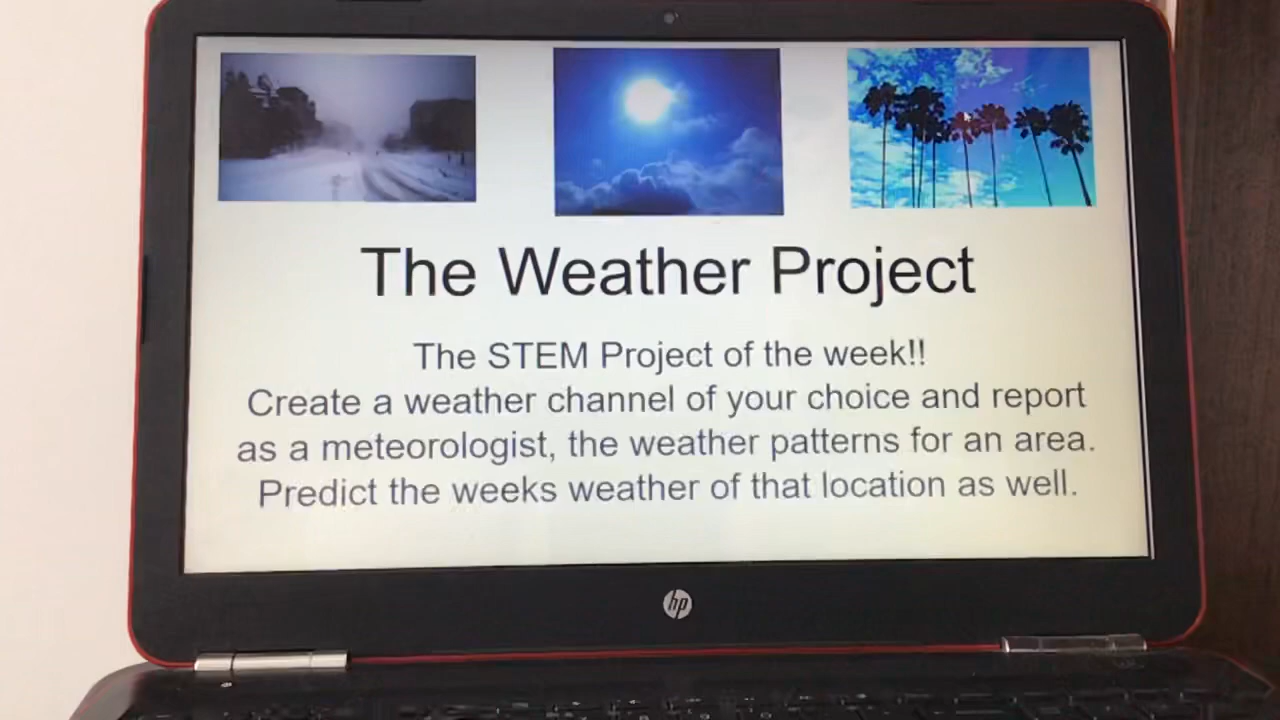 The Weather Project
The STEM Project of the week!!
Create a weather channel of your choice and report
as a meteorologist, the weather patterns for an area.
Predict the weeks weather of that location as well.
hp